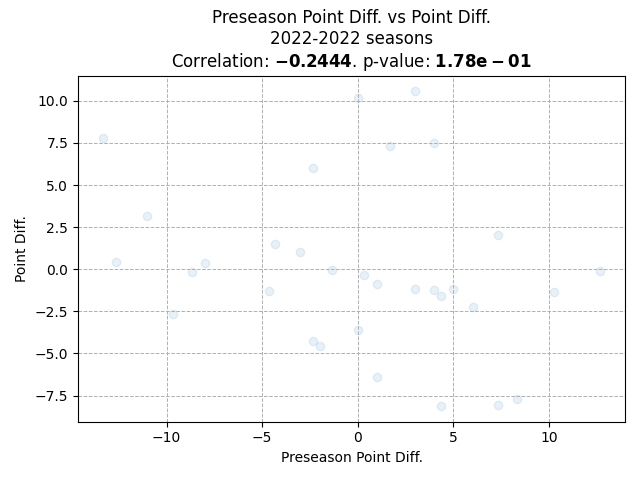 Preseason Point Diff. vs Point Diff.
2022-2022 seasons
Correlation: −0.2444. p-value: 1.78e − 01
10.0
7.5
5.0
2.5
0.0
−2.5
−5.0
−7.5
Point Diff.
−10
−5
0
5
10
Preseason Point Diff.